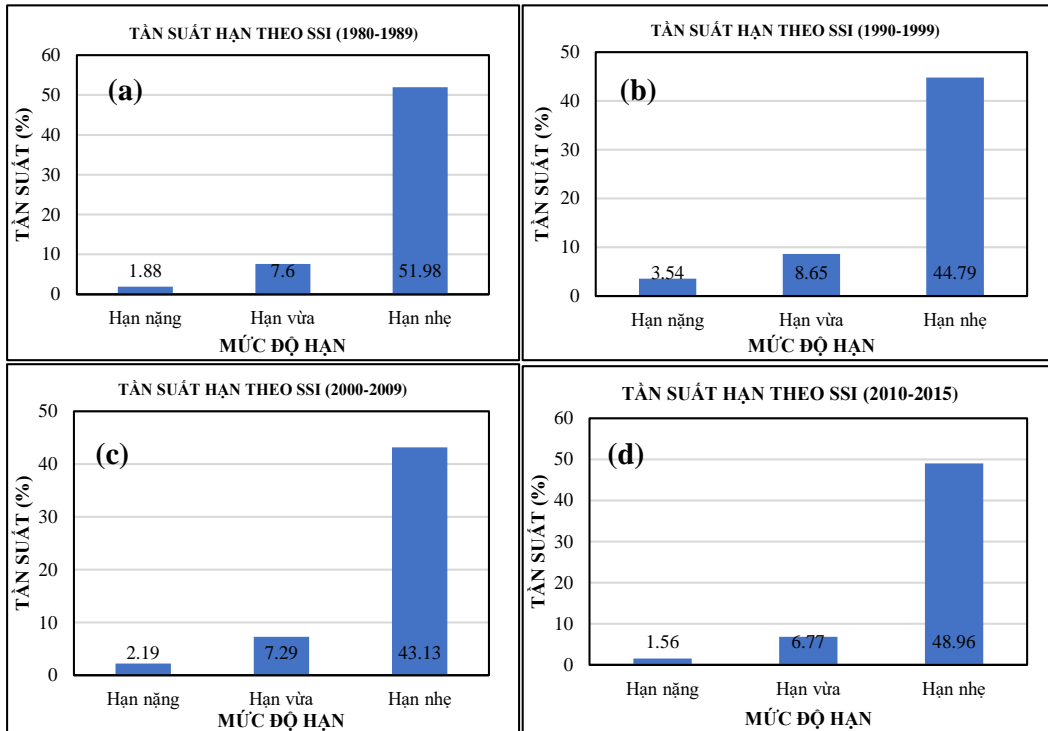 TẦN SUẤT HẠN THEO SSI (1980-1989)
(a)
TẦN SUẤT (%)
60
50
40
30
20
10
0
1.88
7.6
51.98
Hạn nặng
Hạn vừa
Hạn nhẹ
MỨC ĐỘ HẠN
TẦN SUẤT HẠN THEO SSI (1990-1999)
(b)
TẦN SUẤT (%)
50
40
30
20
10
0
3.54
8.65
44.79
Hạn nặng
Hạn vừa
Hạn nhẹ
MỨC ĐỘ HẠN
TẦN SUẤT HẠN THEO SSI (2000-2009)
(c)
TẦN SUẤT (%)
50
40
30
20
10
0
2.19
7.29
43.13
Hạn nặng
Hạn vừa
Hạn nhẹ
MỨC ĐỘ HẠN
TẦN SUẤT HẠN THEO SSI (2010-2015)
(d)
TẦN SUẤT (%)
60
50
40
30
20
10
0
1.56
6.77
48.96
Hạn nặng
Hạn vừa
Hạn nhẹ
MỨC ĐỘ HẠN